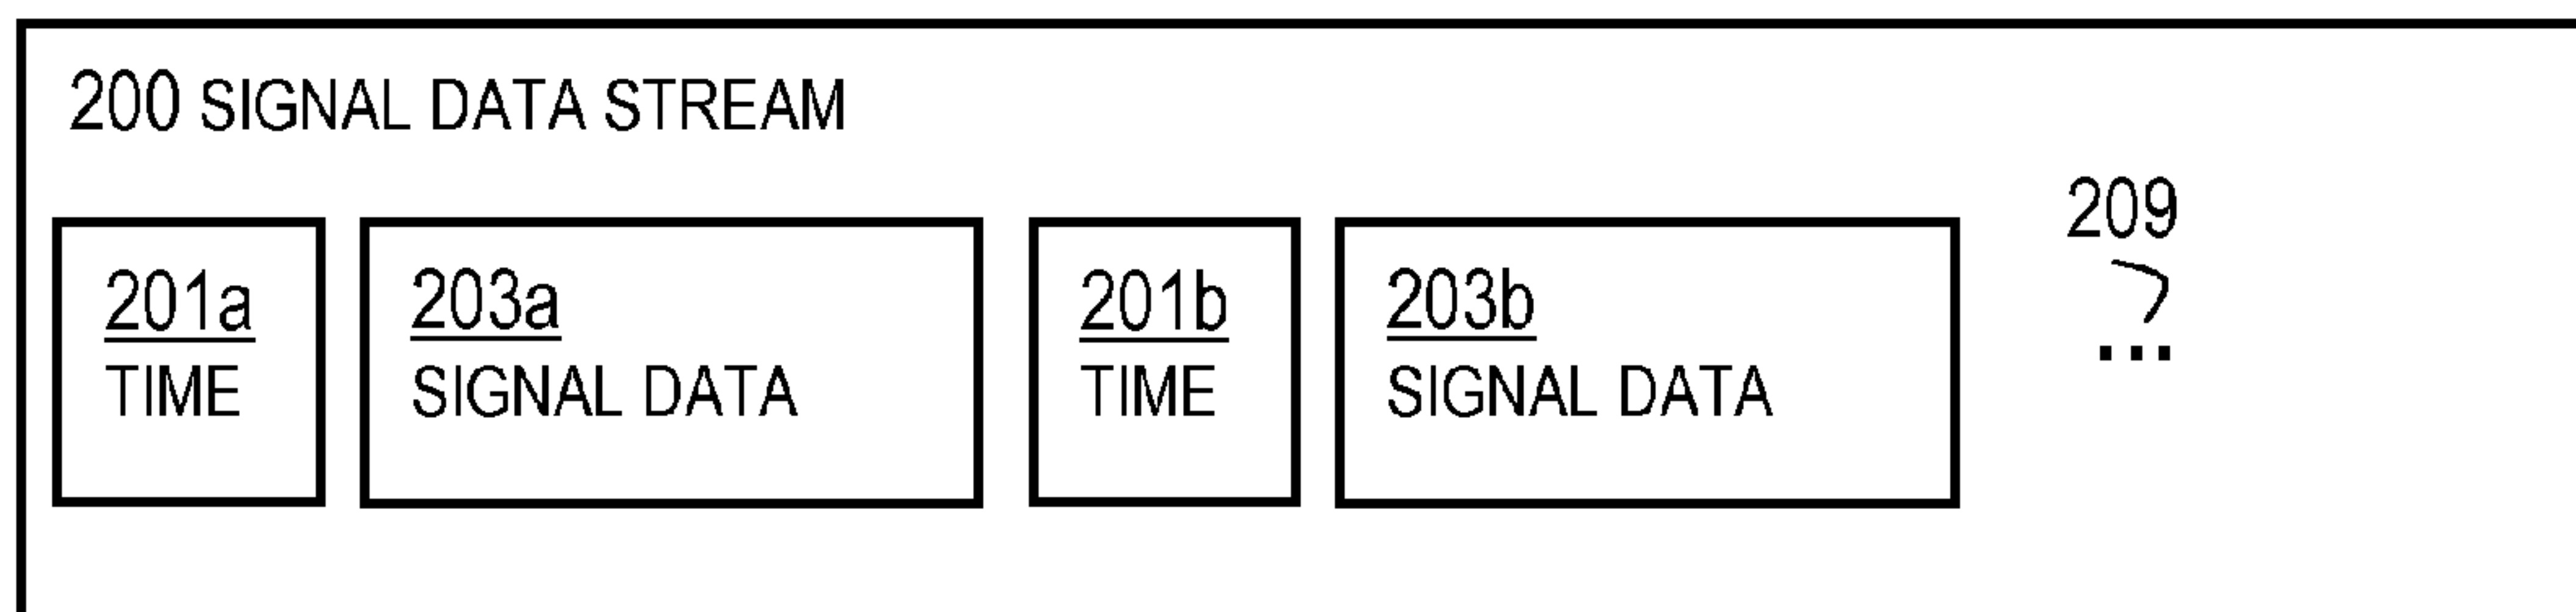 200 SIGNAL DATA STREAM
209
201a 203a 201b 203b
TIME SIGNAL DATA TIME SIGNAL DATA
...